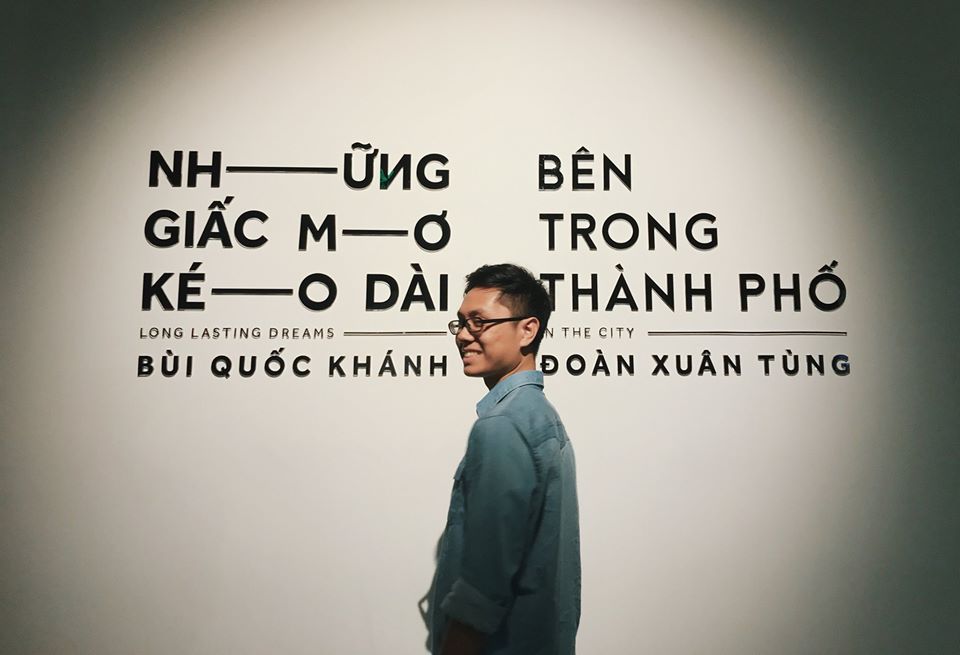 NH——ỮNG
GIẤC M——Ơ
KÉ——O DÀI
LONG LASTING DREAMS
BÙI QUỐC KHÁNH
BÊN
TRONG
THÀNH PHỐ
IN THE CITY
ĐOÀN XUÂN TÙNG